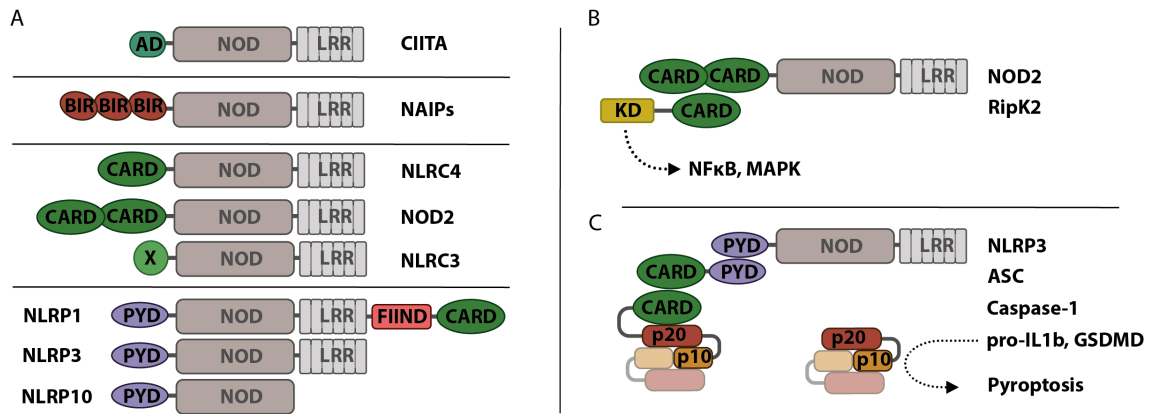 A
AD NOD LRR CIITA
BIR BIR BIR NOD LRR NAIPs
CARD NOD LRR NLRC4
CARD CARD NOD LRR NOD2
X NOD LRR NLRC3
NLRP1 PYD NOD LRR FIIND CARD
NLRP3 PYD NOD LRR
NLRP10 PYD NOD
B
CARD CARD NOD LRR NOD2
KD CARD RipK2
NFκB, MAPK
C
PYD NOD LRR NLRP3
CARD PYD ASC
CARD Caspase-1
p20 p20 pro-IL1b, GSDMD
p10 p10
Pyroptosis